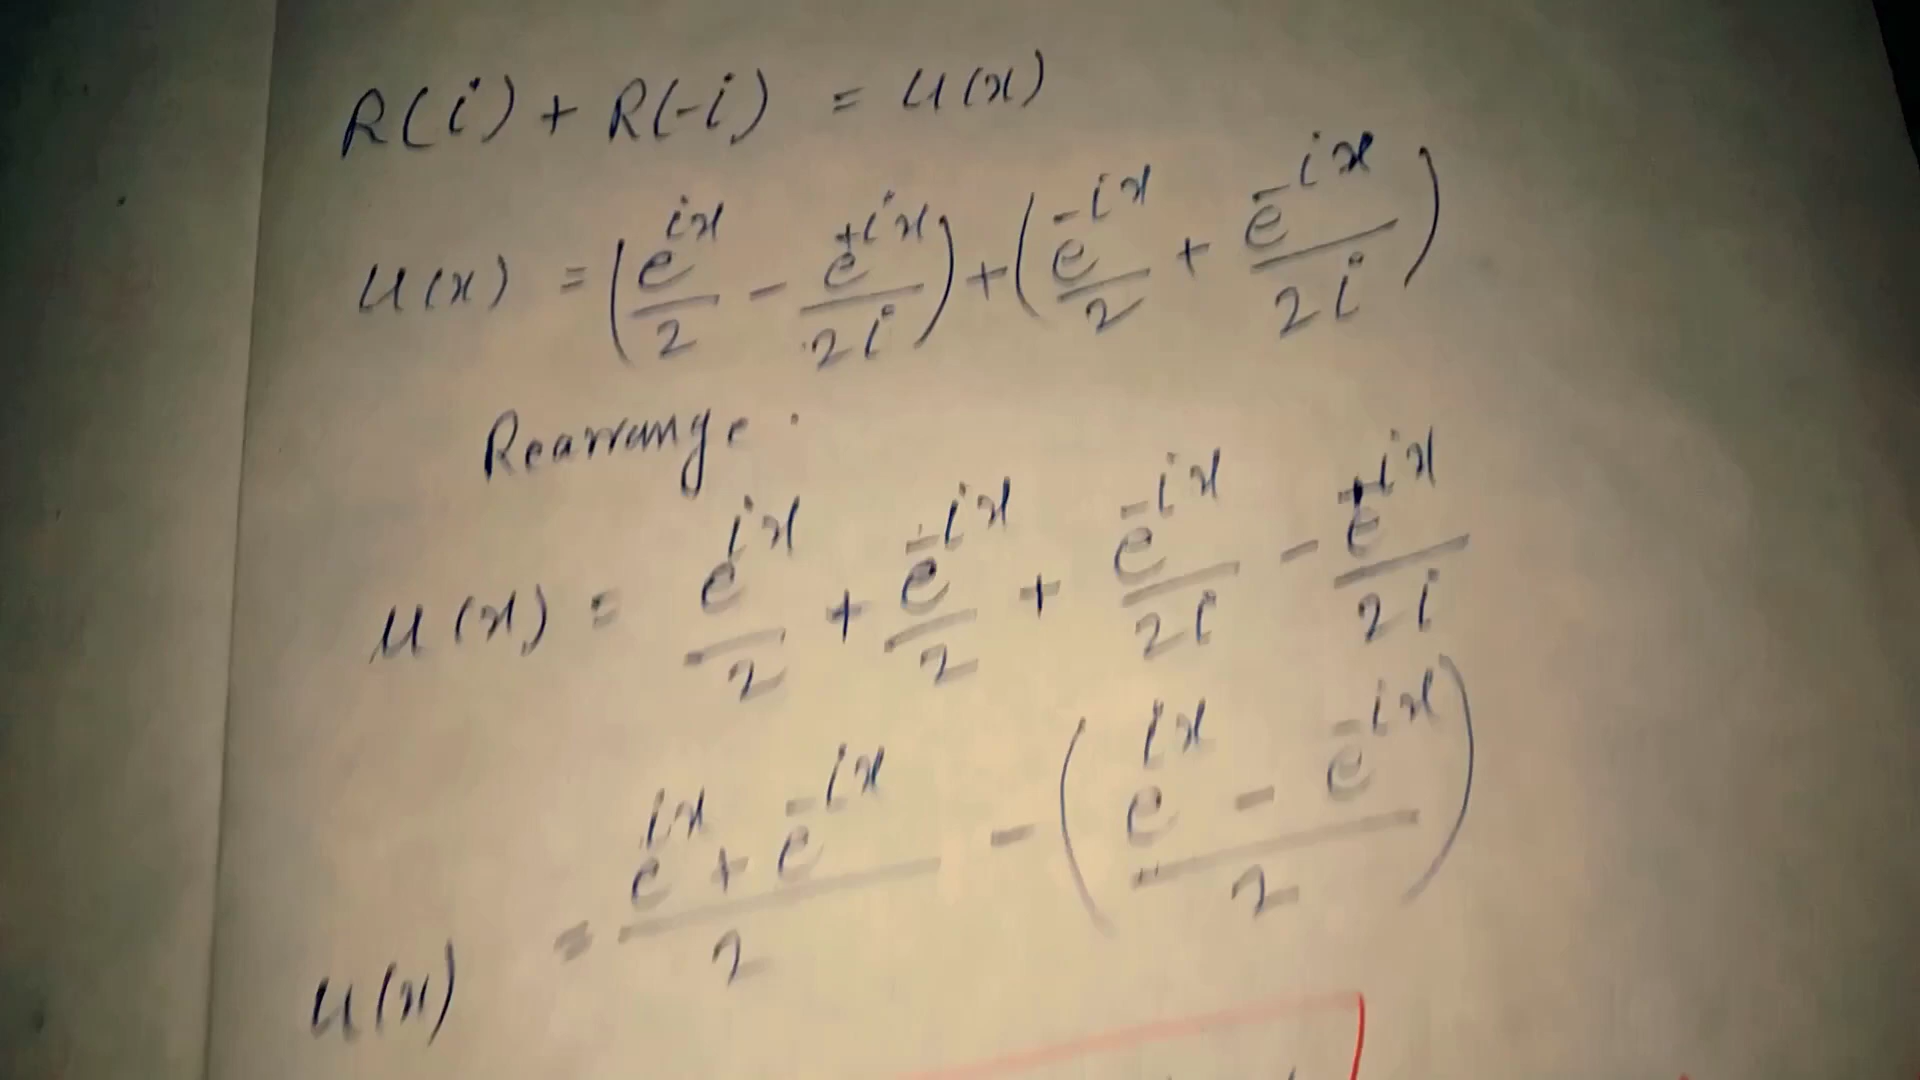 R(i) + R(-i) = u(x)
u(x) = (e^{ix}/2 - e^{+ix}/2i) + (e^{-ix}/2 + e^{-ix}/2i)
Rearrange.
u(x) = e^{ix}/2 + e^{-ix}/2 + e^{-ix}/2i - e^{+ix}/2i
u(x) = (e^{ix} + e^{-ix})/2 - ((e^{ix} - e^{-ix})/2)